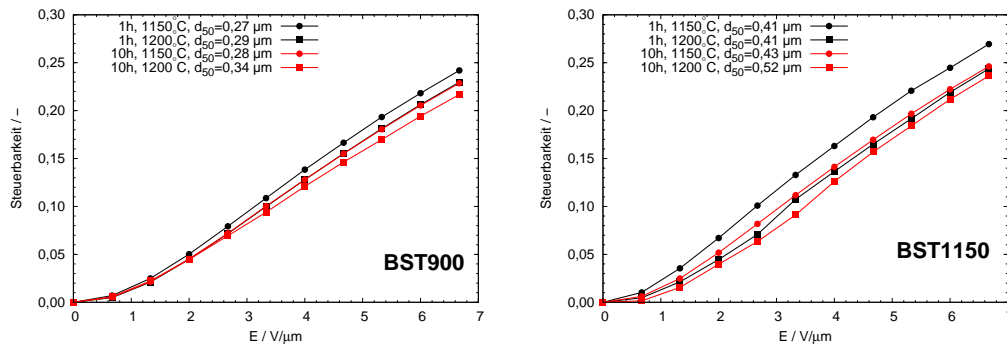 0,30
0,25
0,20
0,15
0,10
0,05
0,00
Steuerbarkeit / –
1h, 1150°C, d50=0,27 µm
1h, 1200°C, d50=0,29 µm
10h, 1150°C, d50=0,28 µm
10h, 1200°C, d50=0,34 µm
BST900
0 1 2 3 4 5 6 7
E / V/µm
0,30
0,25
0,20
0,15
0,10
0,05
0,00
Steuerbarkeit / –
1h, 1150°C, d50=0,41 µm
1h, 1200°C, d50=0,41 µm
10h, 1150°C, d50=0,43 µm
10h, 1200°C, d50=0,52 µm
BST1150
0 1 2 3 4 5 6 7
E / V/µm